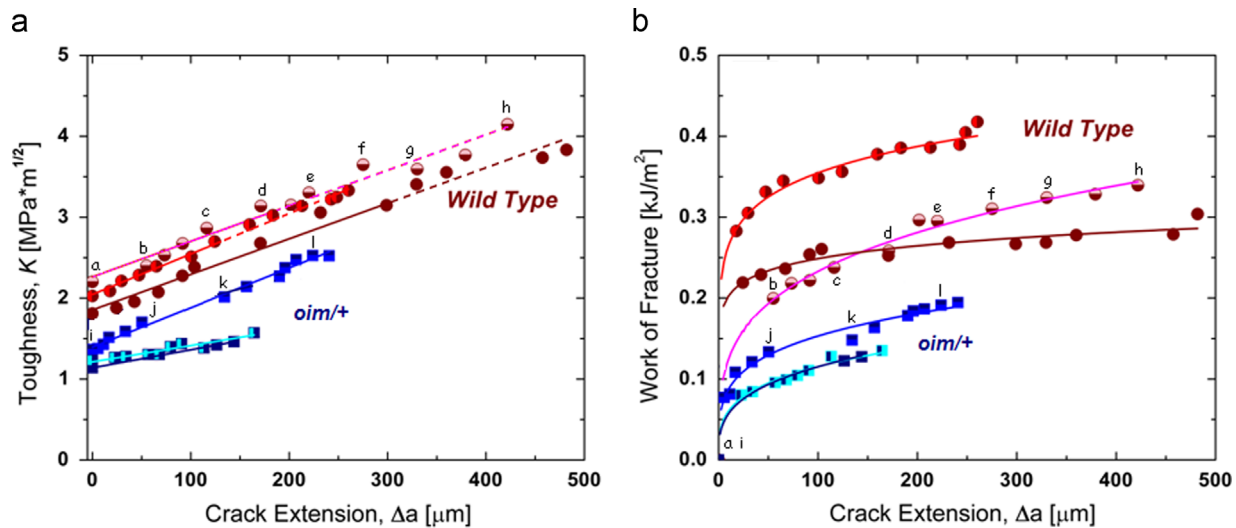 a
Toughness, K [MPa*m1/2]
5
4
3
2
1
0
0
100
200
300
400
500
Crack Extension, Δa [μm]
a
b
c
d
e
f
g
h
i
j
k
l
Wild Type
oim/+
b
Work of Fracture [kJ/m2]
0.5
0.4
0.3
0.2
0.1
0.0
0
100
200
300
400
500
Crack Extension, Δa [μm]
Wild Type
h
g
f
e
d
c
b
j
k
l
oim/+
a i